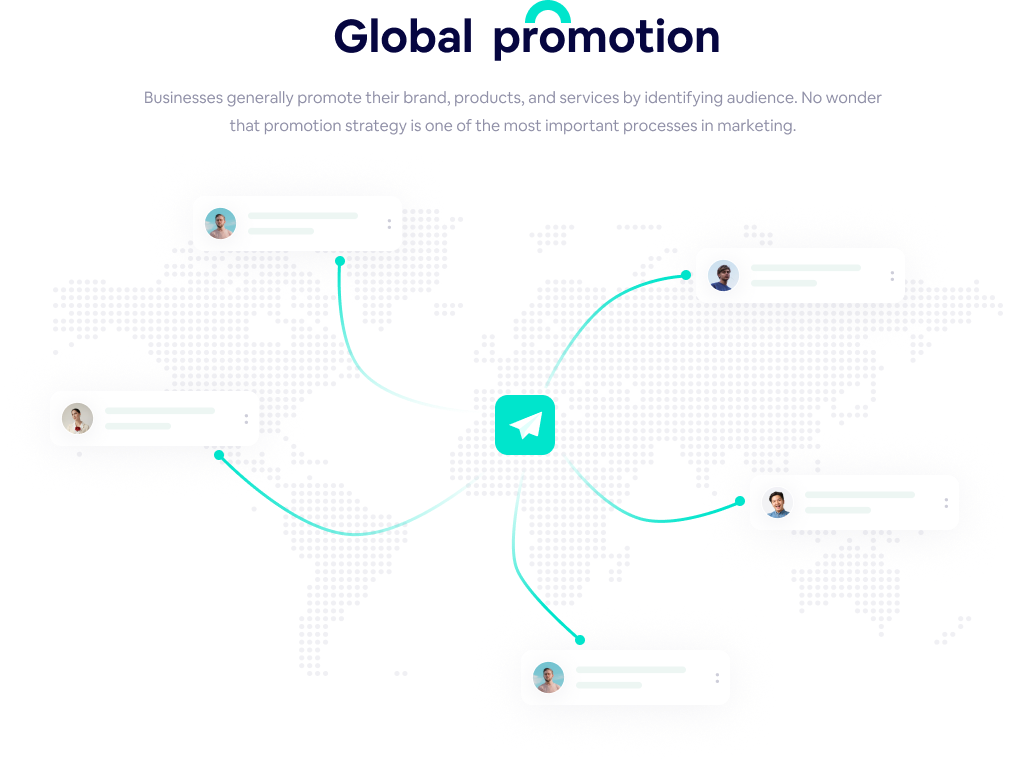 Global promotion
Businesses generally promote their brand, products, and services by identifying audience. No wonder
that promotion strategy is one of the most important processes in marketing.